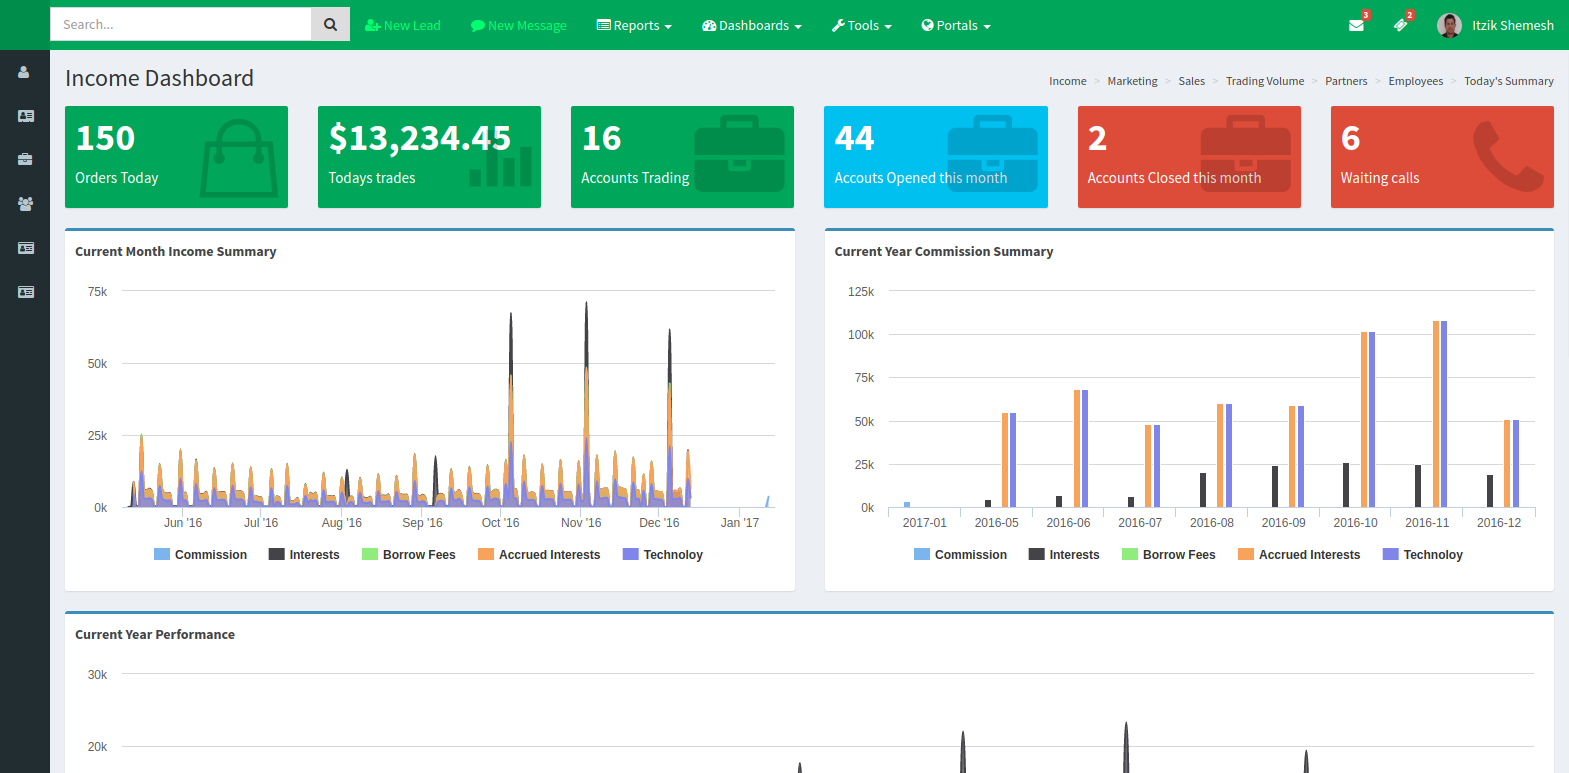 Search... New Lead New Message Reports Dashboards Tools Portals 3 2 Itzik Shemesh
Income Dashboard
Income > Marketing > Sales > Trading Volume > Partners > Employees > Today's Summary
150
Orders Today
$13,234.45
Todays trades
16
Accounts Trading
44
Accouts Opened this month
2
Accounts Closed this month
6
Waiting calls
Current Month Income Summary
75k
50k
25k
0k
Jun '16 Jul '16 Aug '16 Sep '16 Oct '16 Nov '16 Dec '16 Jan '17
Commission Interests Borrow Fees Accrued Interests Technoloy
Current Year Commission Summary
125k
100k
75k
50k
25k
0k
2017-01 2016-05 2016-06 2016-07 2016-08 2016-09 2016-10 2016-11 2016-12
Commission Interests Borrow Fees Accrued Interests Technoloy
Current Year Performance
30k
20k